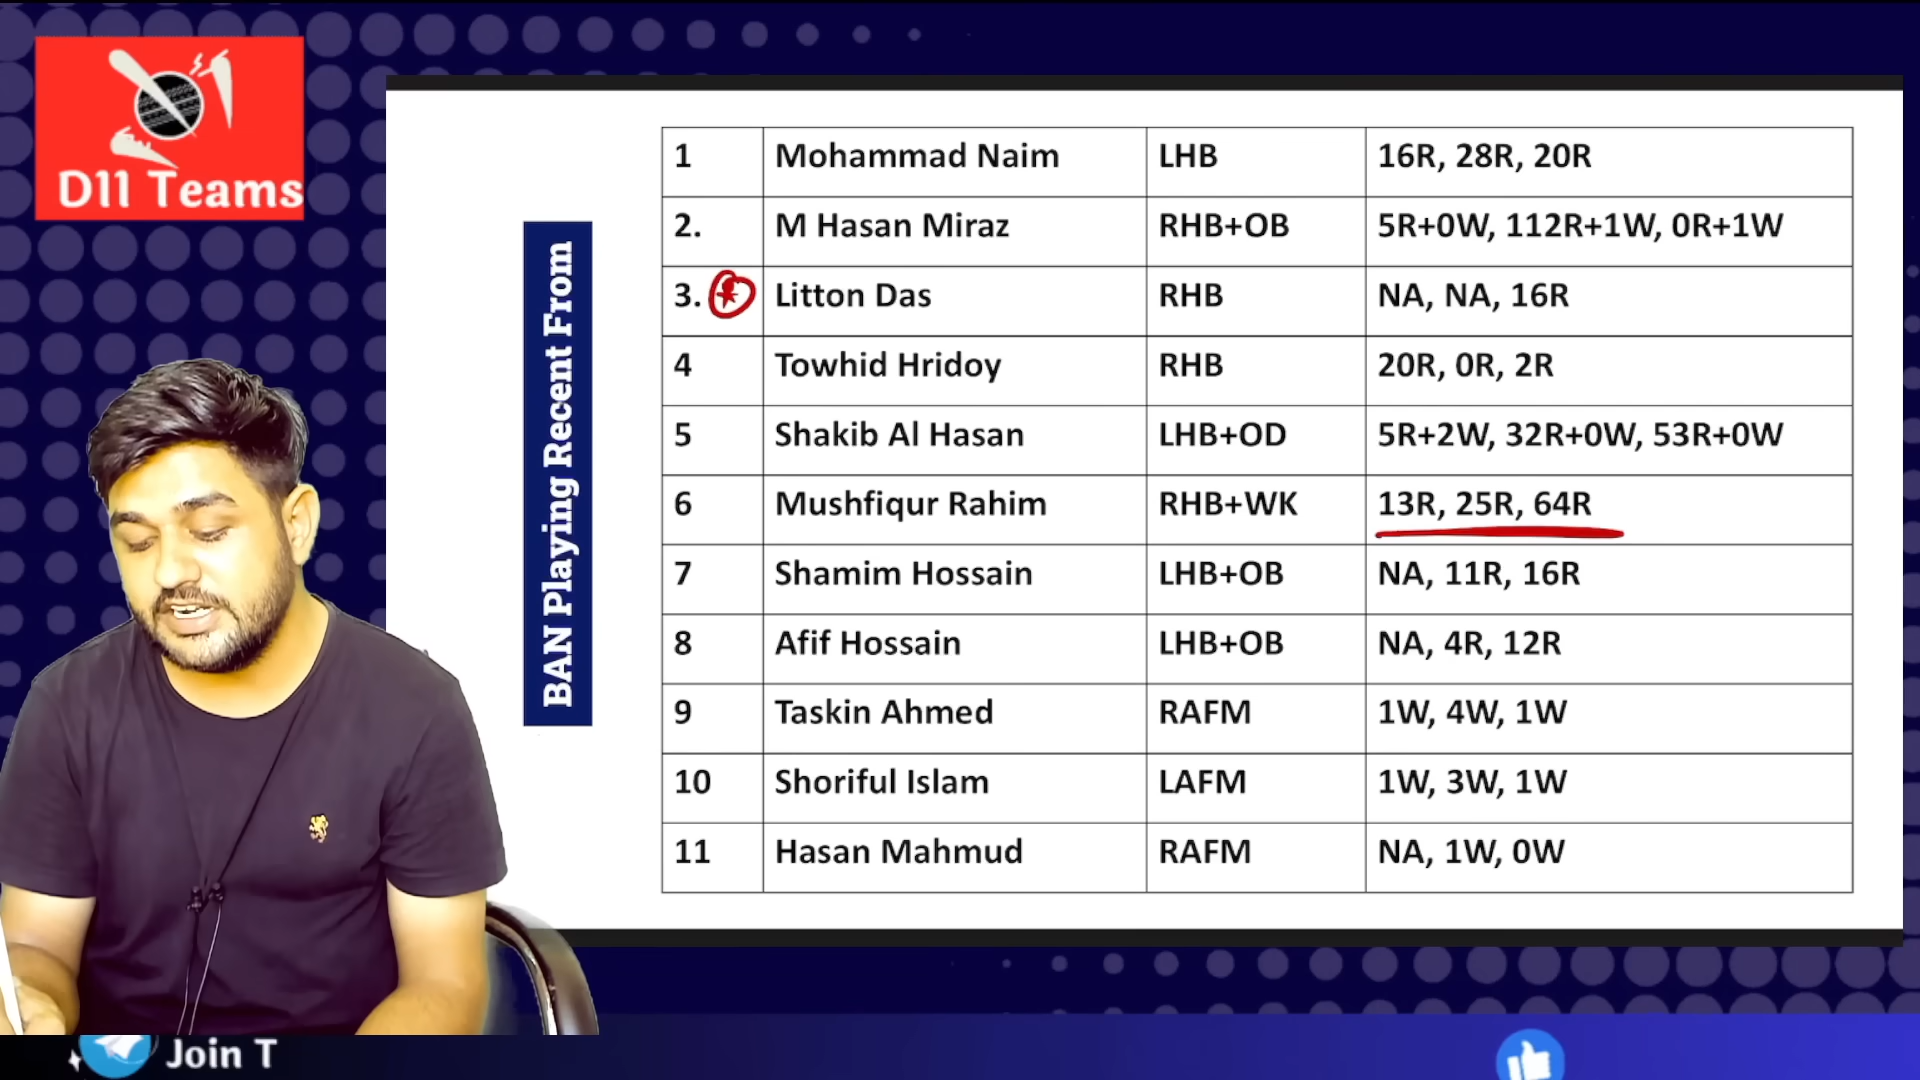 D11 Teams
BAN Playing Recent From
1 Mohammad Naim LHB 16R, 28R, 20R
2. M Hasan Miraz RHB+OB 5R+0W, 112R+1W, 0R+1W
3. Litton Das RHB NA, NA, 16R
4 Towhid Hridoy RHB 20R, 0R, 2R
5 Shakib Al Hasan LHB+OD 5R+2W, 32R+0W, 53R+0W
6 Mushfiqur Rahim RHB+WK 13R, 25R, 64R
7 Shamim Hossain LHB+OB NA, 11R, 16R
8 Afif Hossain LHB+OB NA, 4R, 12R
9 Taskin Ahmed RAFM 1W, 4W, 1W
10 Shoriful Islam LAFM 1W, 3W, 1W
11 Hasan Mahmud RAFM NA, 1W, 0W
Join T